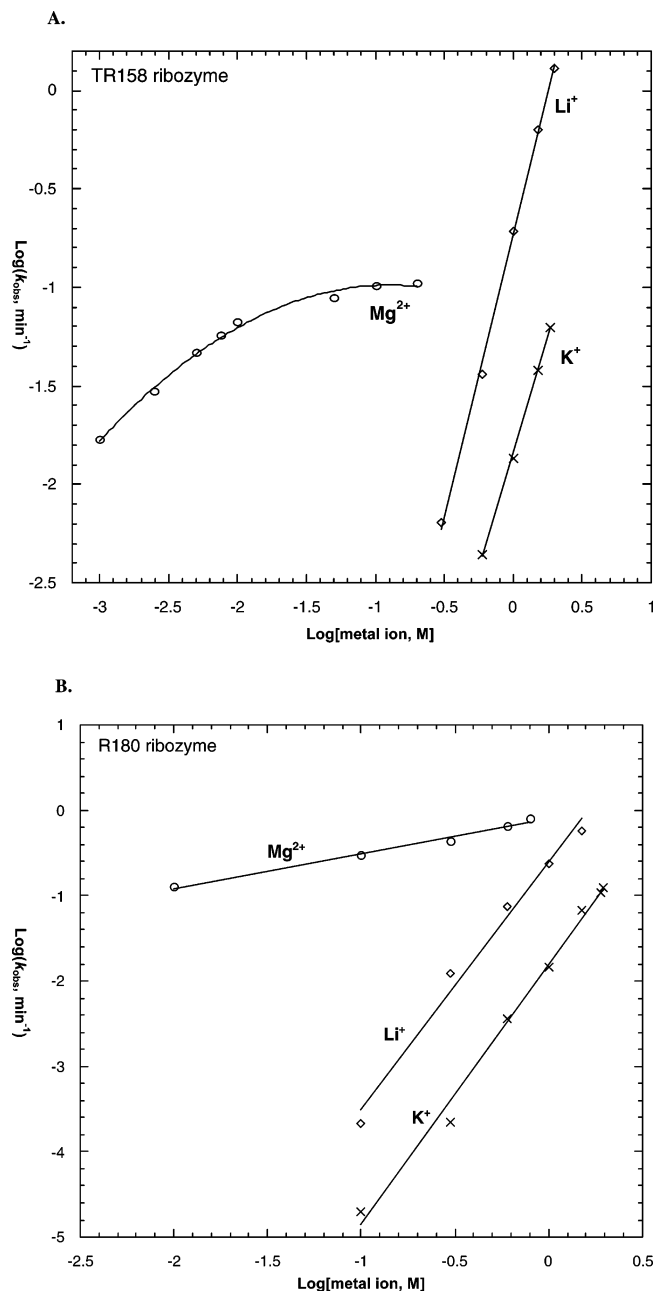 A.
TR158 ribozyme
0
-0.5
-1
-1.5
-2
-2.5
Log(kobs, min-1)
Li+
Mg2+
K+
-3 -2.5 -2 -1.5 -1 -0.5 0 0.5 1
Log[metal ion, M]
B.
R180 ribozyme
1
0
-1
-2
-3
-4
-5
Log(kobs, min-1)
Mg2+
Li+
K+
-2.5 -2 -1.5 -1 -0.5 0 0.5
Log[metal ion, M]